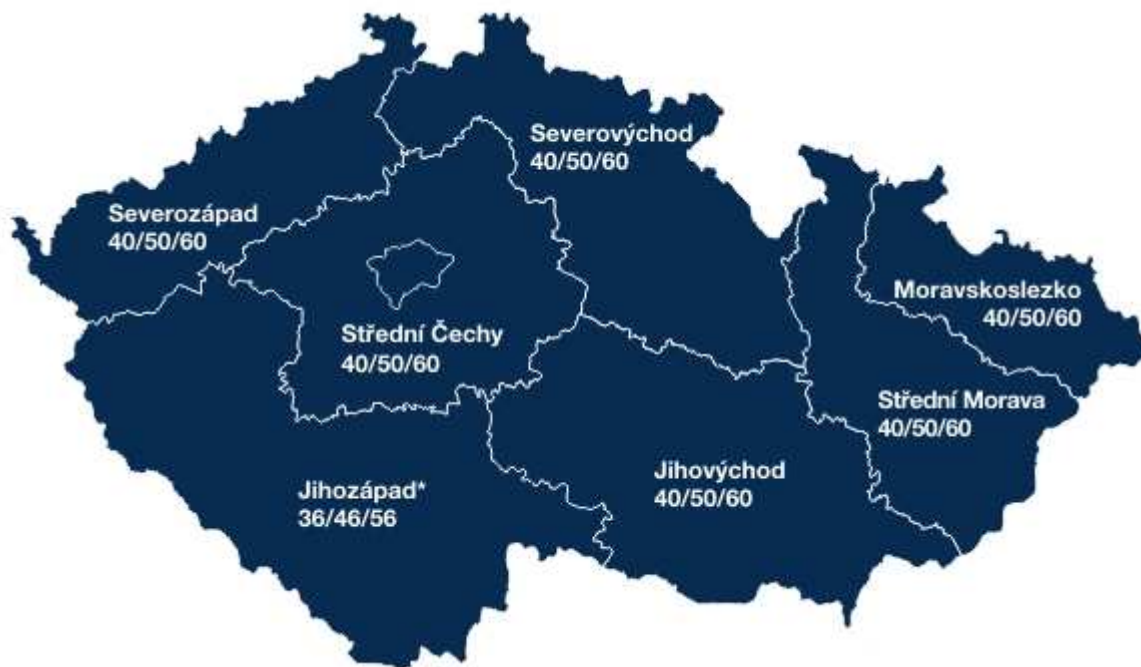 Severovýchod
40/50/60
Severozápad
40/50/60
Moravskoslezko
40/50/60
Střední Čechy
40/50/60
Střední Morava
40/50/60
Jihovýchod
40/50/60
Jihozápad*
36/46/56